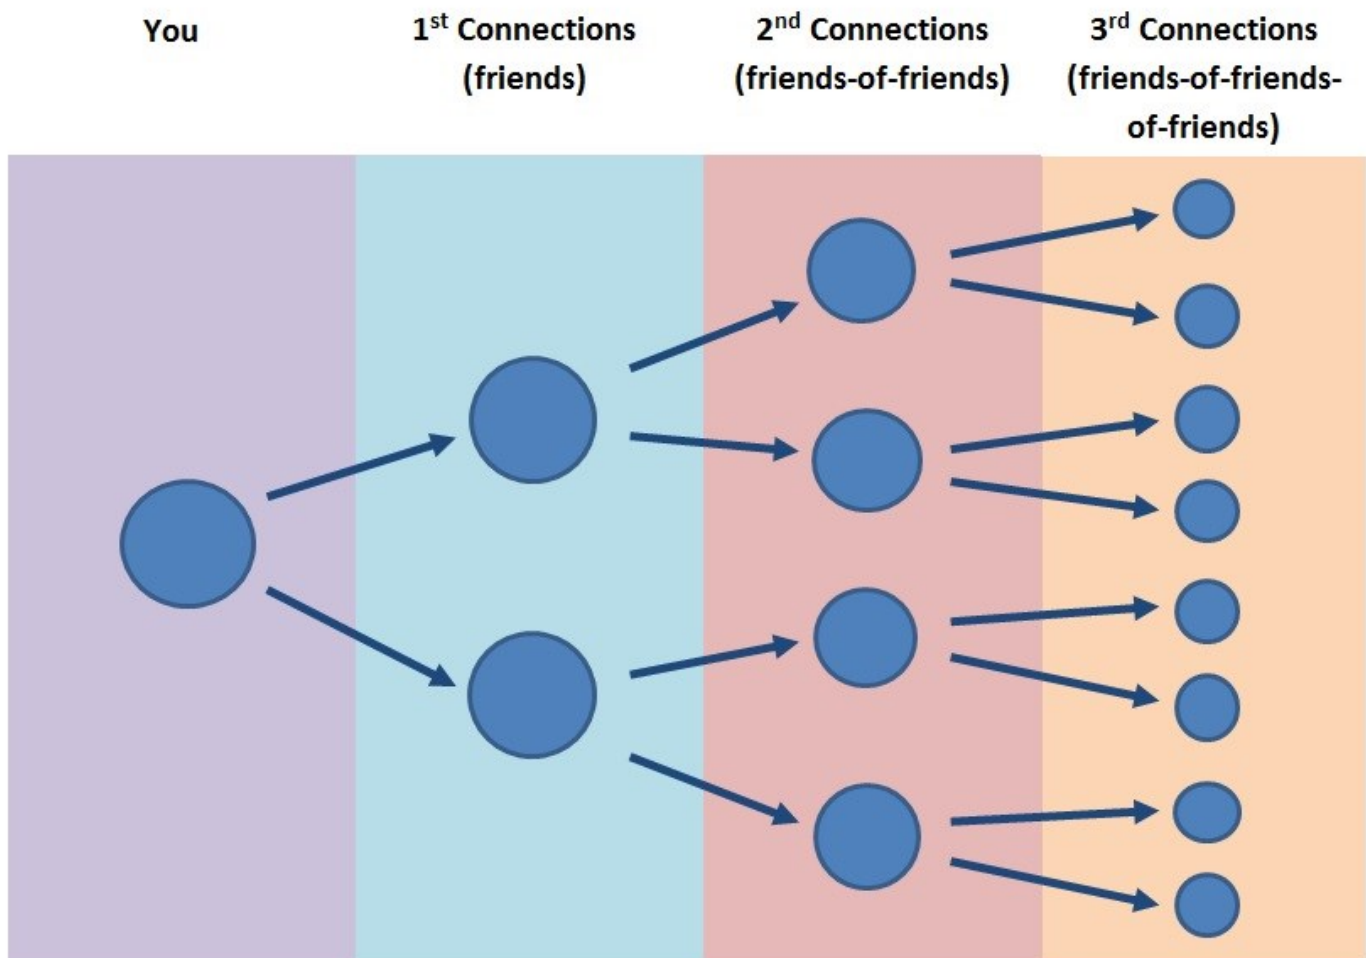 You
1st Connections
(friends)
2nd Connections
(friends-of-friends)
3rd Connections
(friends-of-friends-
of-friends)